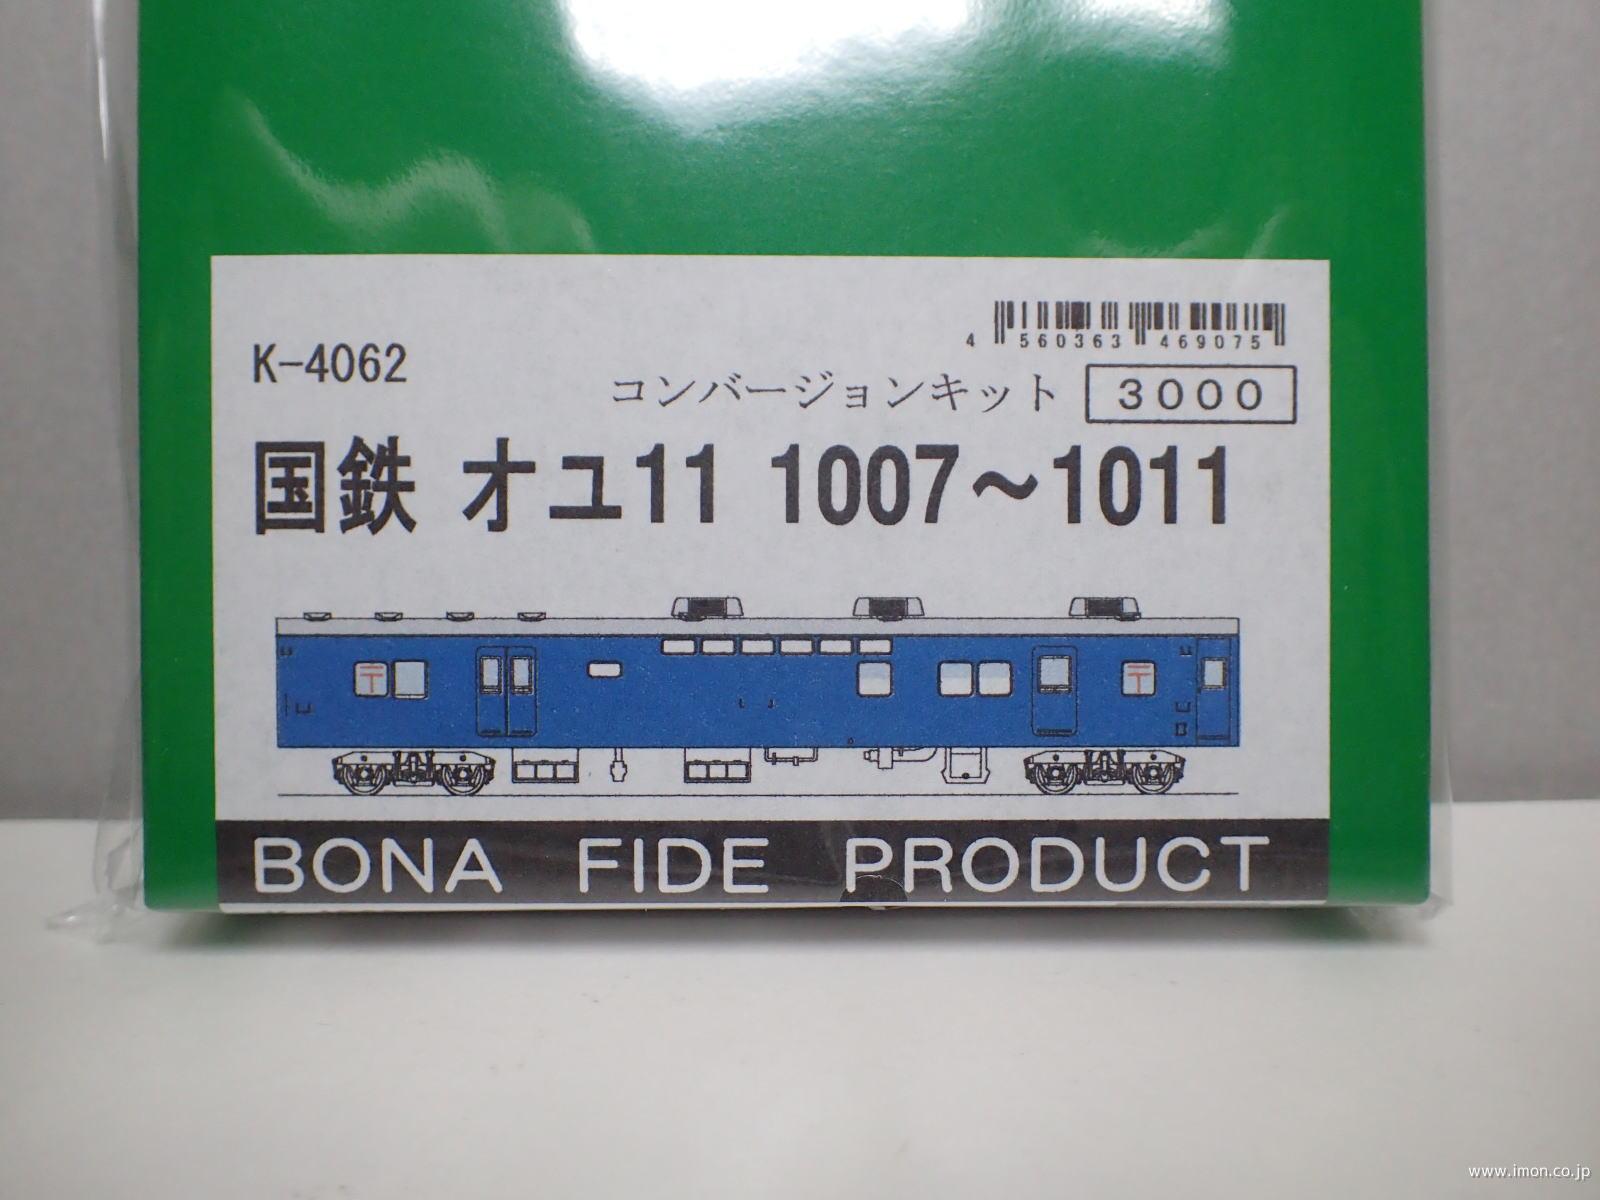 4 560363 469075
K-4062
コンバージョンキット 3000
国鉄 オユ11 1007～1011
〒 〒
BONA FIDE PRODUCT
www.imon.co.jp